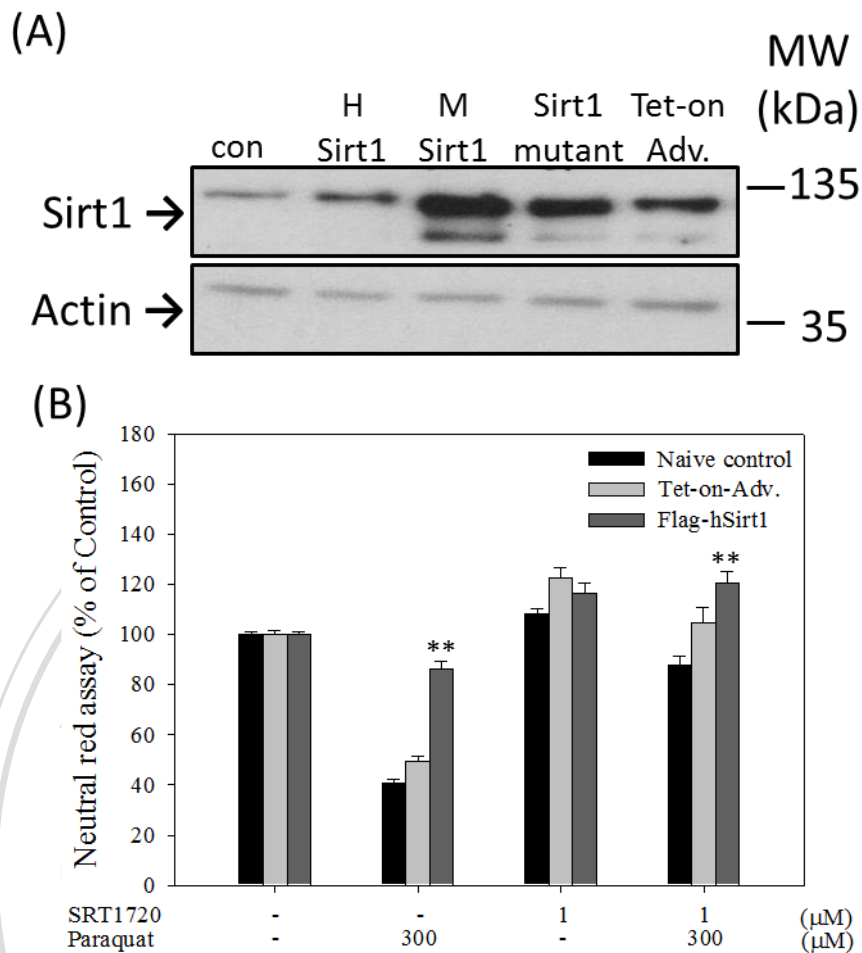 (A)
MW
(kDa)
con
H
Sirt1
M
Sirt1
Sirt1
mutant
Tet-on
Adv.
Sirt1 →
—135
Actin →
— 35
(B)
Neutral red assay (% of Control)
180
160
140
120
100
80
60
40
20
0
Naive control
Tet-on-Adv.
Flag-hSirt1
**
**
SRT1720 - - 1 1 (μM)
Paraquat - 300 - 300 (μM)